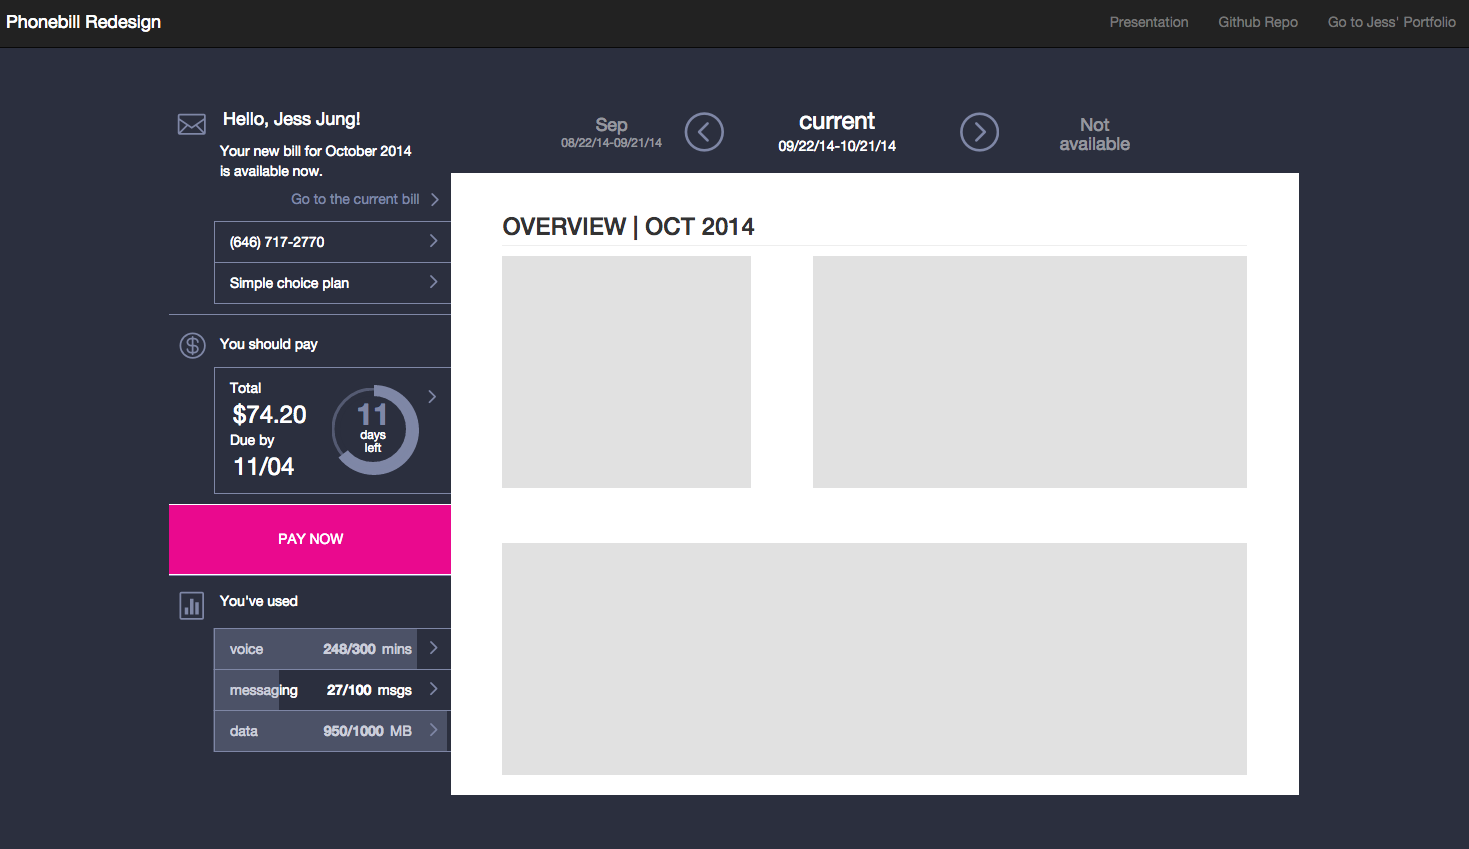 Phonebill Redesign
Presentation Github Repo Go to Jess' Portfolio
Hello, Jess Jung!
Your new bill for October 2014
is available now.
Go to the current bill
(646) 717-2770
Simple choice plan
You should pay
Total
$74.20
Due by
11/04
11
days
left
PAY NOW
You've used
voice 248/300 mins
messaging 27/100 msgs
data 950/1000 MB
Sep
08/22/14-09/21/14
current
09/22/14-10/21/14
Not
available
OVERVIEW | OCT 2014